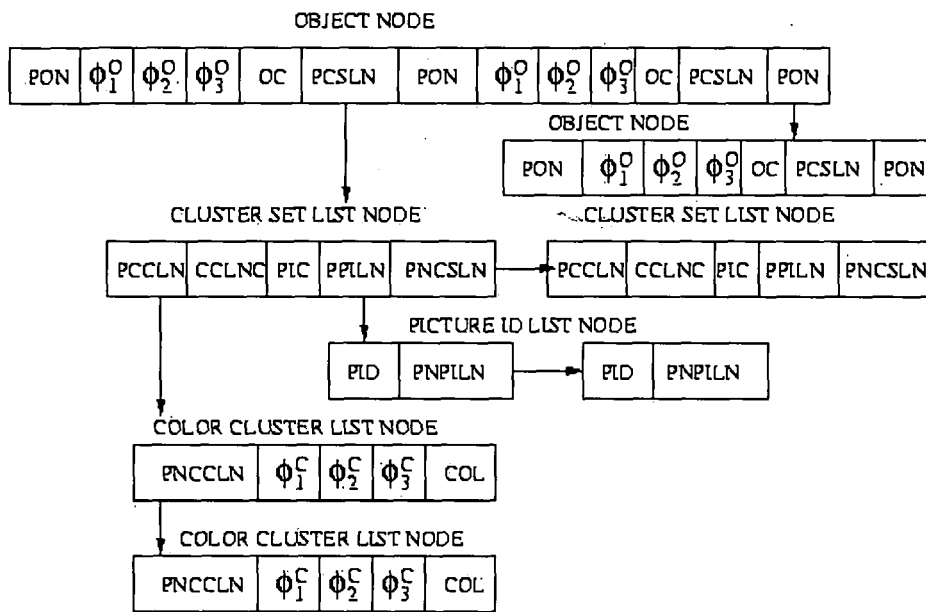 OBJECT NODE
PON ϕ₁ᴼ ϕ₂ᴼ ϕ₃ᴼ OC PCSLN PON ϕ₁ᴼ ϕ₂ᴼ ϕ₃ᴼ OC PCSLN PON
OBJECT NODE
PON ϕ₁ᴼ ϕ₂ᴼ ϕ₃ᴼ OC PCSLN PON
CLUSTER SET LIST NODE
CLUSTER SET LIST NODE
PCCLN CCLNC PIC PPILN PNCSLN
PCCLN CCLNC PIC PPILN PNCSLN
PICTURE ID LIST NODE
PID PNPILN
PID PNPILN
COLOR CLUSTER LIST NODE
PNCCLN ϕ₁ᶜ ϕ₂ᶜ ϕ₃ᶜ COL
COLOR CLUSTER LIST NODE
PNCCLN ϕ₁ᶜ ϕ₂ᶜ ϕ₃ᶜ COL